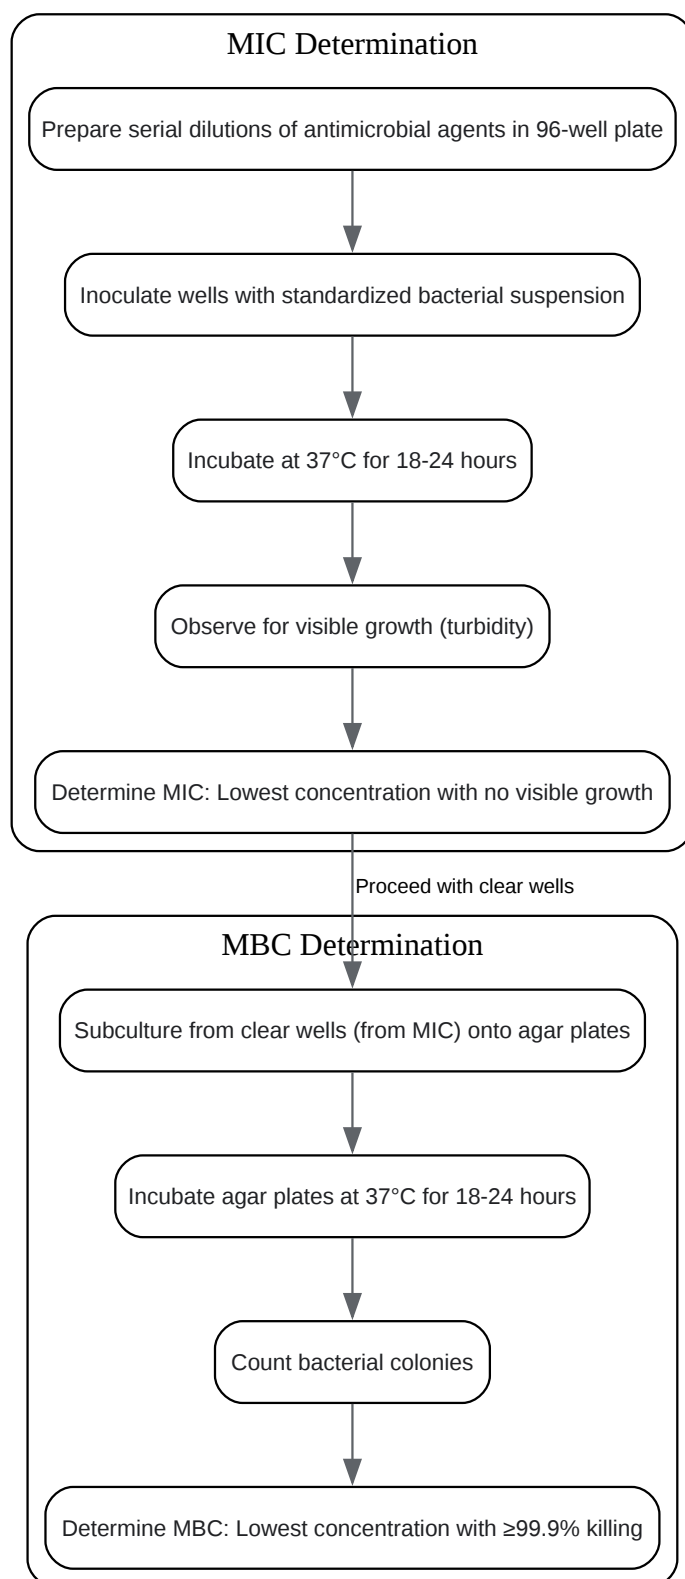 MIC Determination
Prepare serial dilutions of antimicrobial agents in 96-well plate
Inoculate wells with standardized bacterial suspension
Incubate at 37°C for 18-24 hours
Observe for visible growth (turbidity)
Determine MIC: Lowest concentration with no visible growth
Proceed with clear wells
MBC Determination
Subculture from clear wells (from MIC) onto agar plates
Incubate agar plates at 37°C for 18-24 hours
Count bacterial colonies
Determine MBC: Lowest concentration with ≥99.9% killing